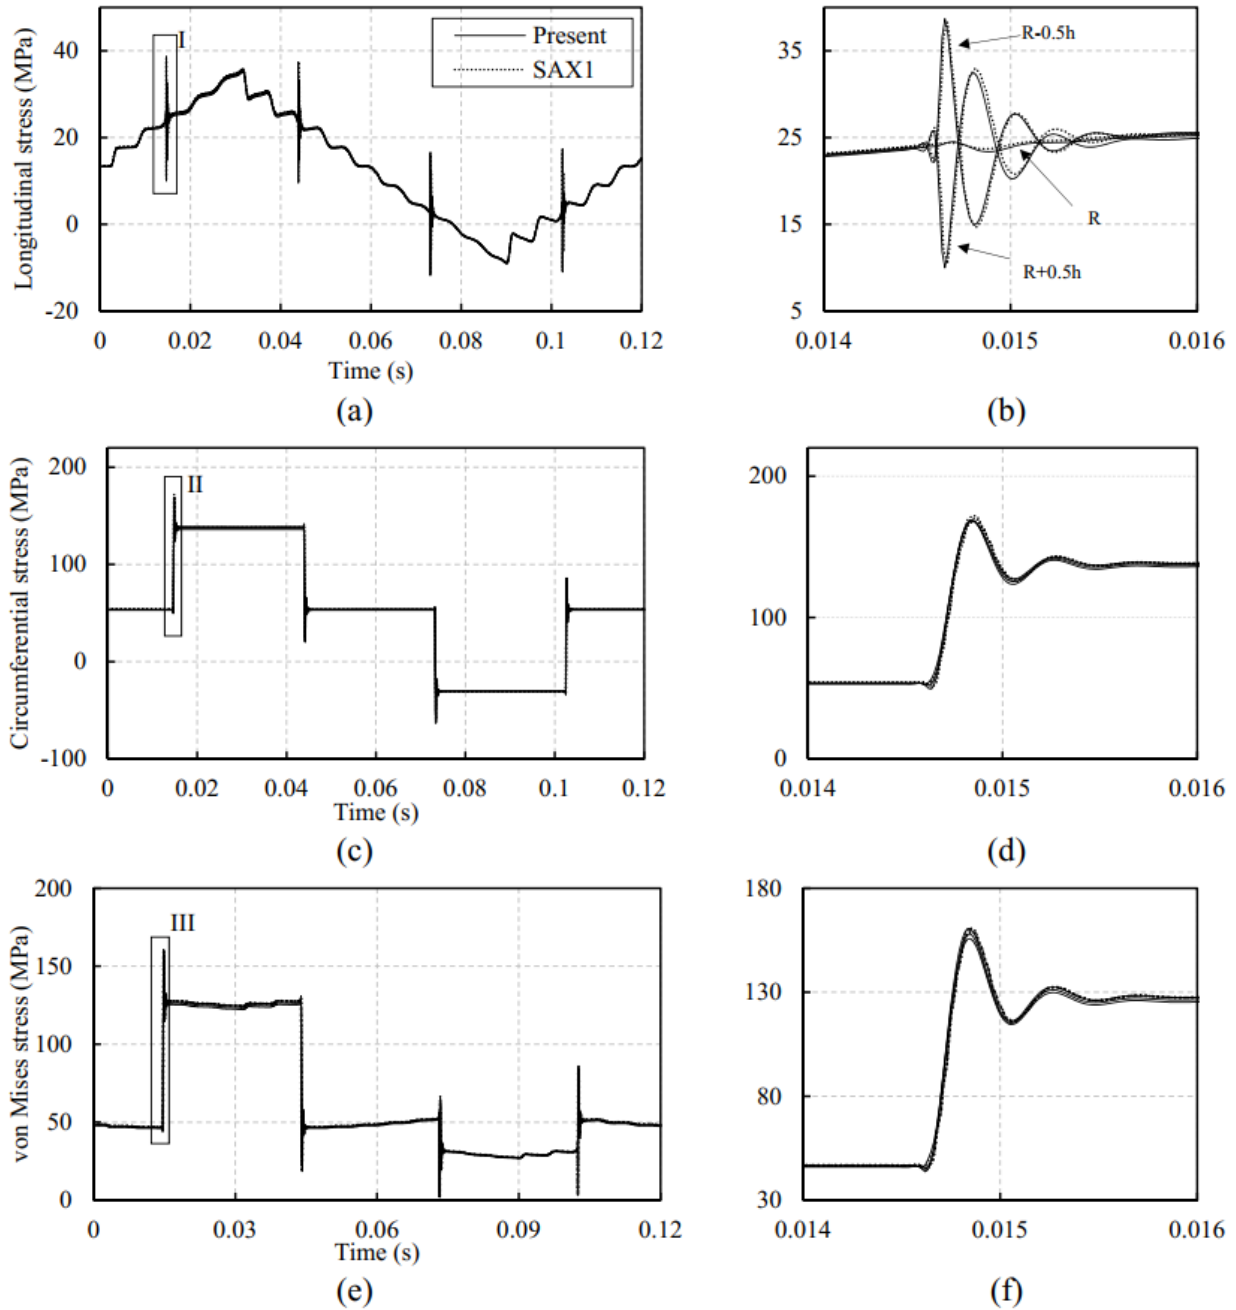 Longitudinal stress (MPa)
40
20
0
-20
I
Present
SAX1
0
0.02
0.04
0.06
0.08
0.1
0.12
Time (s)
(a)
35
25
15
5
R-0.5h
R
R+0.5h
0.014
0.015
0.016
(b)
Circumferential stress (MPa)
200
100
0
-100
II
0
0.02
0.04
0.06
0.08
0.1
0.12
Time (s)
(c)
200
100
0
0.014
0.015
0.016
(d)
von Mises stress (MPa)
200
150
100
50
0
III
0
0.03
0.06
0.09
0.12
Time (s)
(e)
180
130
80
30
0.014
0.015
0.016
(f)